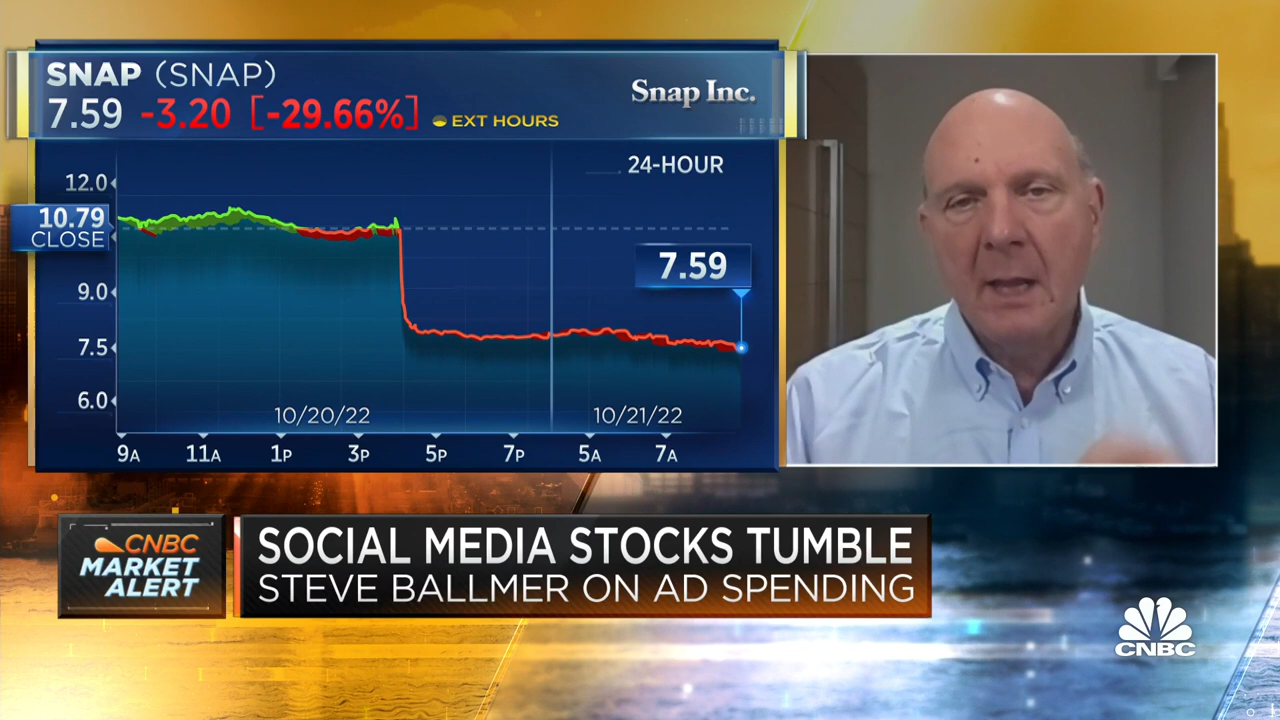 SNAP (SNAP)
7.59 -3.20 [-29.66%] EXT HOURS
Snap Inc.
24-HOUR
12.0
10.79
CLOSE
9.0
7.5
6.0
7.59
10/20/22
10/21/22
9A 11A 1P 3P 5P 7P 5A 7A
CNBC
MARKET
ALERT
SOCIAL MEDIA STOCKS TUMBLE
STEVE BALLMER ON AD SPENDING
CNBC